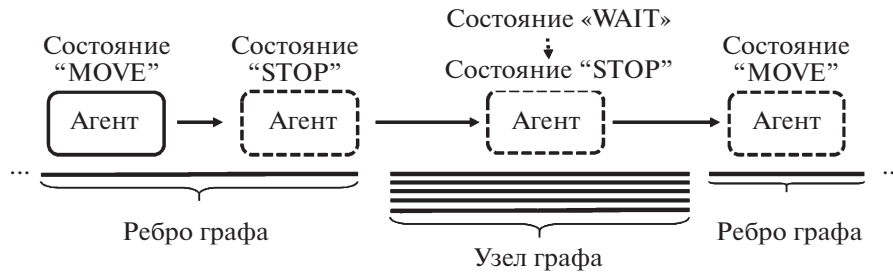 Состояние «WAIT»
Состояние
“MOVE”
Состояние
“STOP”
Состояние “STOP”
Состояние
“MOVE”
Агент
Агент
Агент
Агент
...
...
Ребро графа
Узел графа
Ребро графа